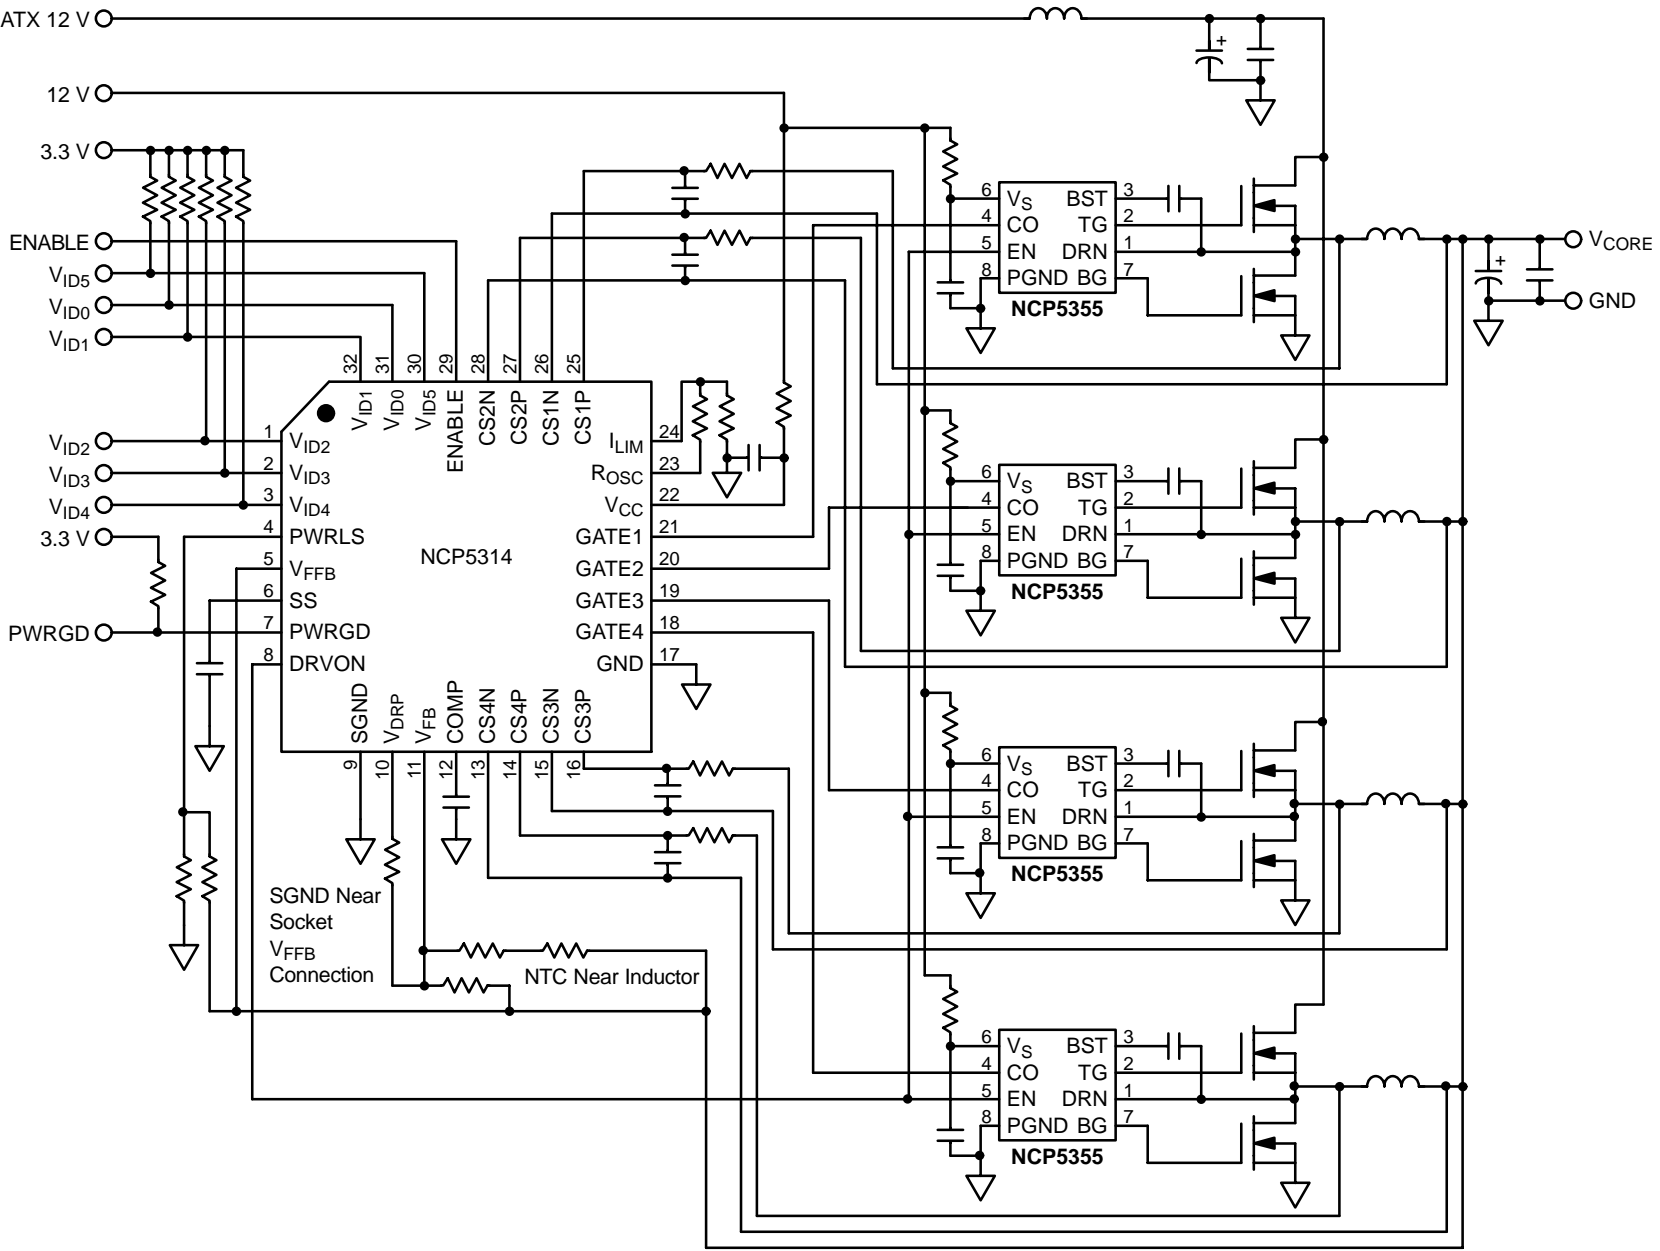 ATX 12 V
+
12 V
3.3 V
ENABLE
VID5
VID0
VID1
VID2
VID3
VID4
3.3 V
PWRGD
32 31 30 29 28 27 26 25
VID1 VID0 VID5 ENABLE CS2N CS2P CS1N CS1P
1 VID2
2 VID3
3 VID4
4 PWRLS
5 VFFB
6 SS
7 PWRGD
8 DRVON
NCP5314
ILIM 24
ROSC 23
VCC 22
GATE1 21
GATE2 20
GATE3 19
GATE4 18
GND 17
SGND VDRP VFB COMP CS4N CS4P CS3N CS3P
9 10 11 12 13 14 15 16
SGND Near
Socket
VFFB
Connection
NTC Near Inductor
6 VS BST 3
4 CO TG 2
5 EN DRN 1
8 PGND BG 7
NCP5355
VCORE
+
GND
6 VS BST 3
4 CO TG 2
5 EN DRN 1
8 PGND BG 7
NCP5355
6 VS BST 3
4 CO TG 2
5 EN DRN 1
8 PGND BG 7
NCP5355
6 VS BST 3
4 CO TG 2
5 EN DRN 1
8 PGND BG 7
NCP5355